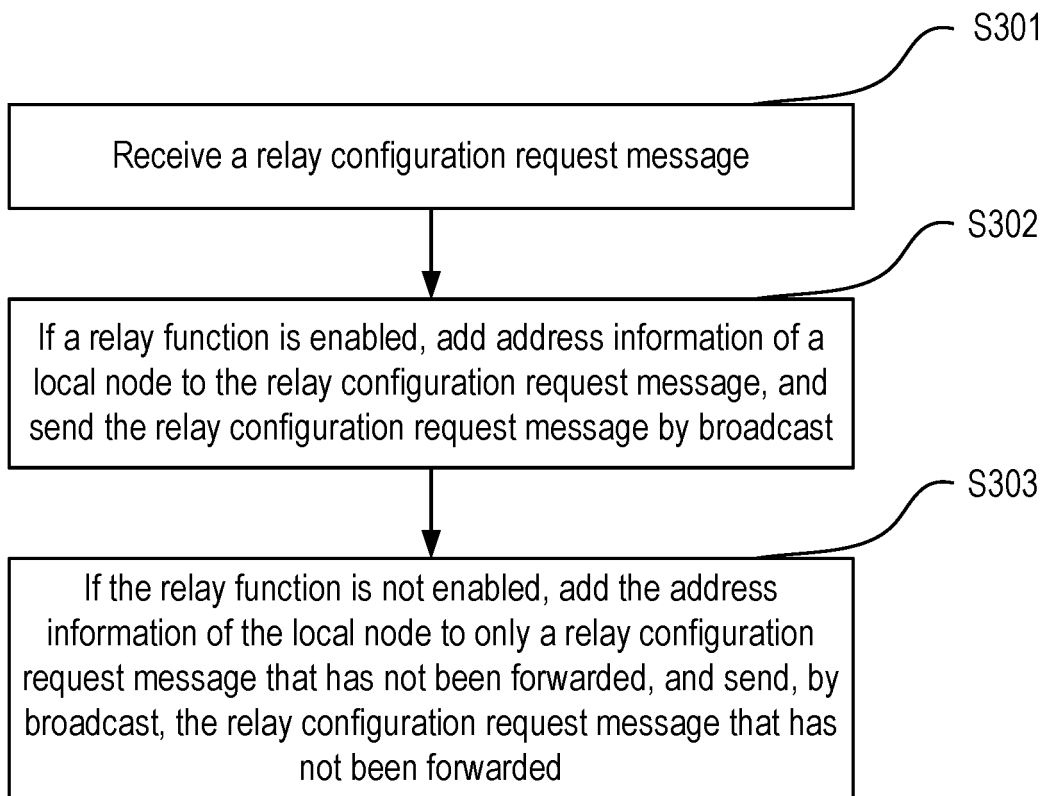 S301
Receive a relay configuration request message
S302
If a relay function is enabled, add address information of a
local node to the relay configuration request message, and
send the relay configuration request message by broadcast
S303
If the relay function is not enabled, add the address
information of the local node to only a relay configuration
request message that has not been forwarded, and send, by
broadcast, the relay configuration request message that has
not been forwarded